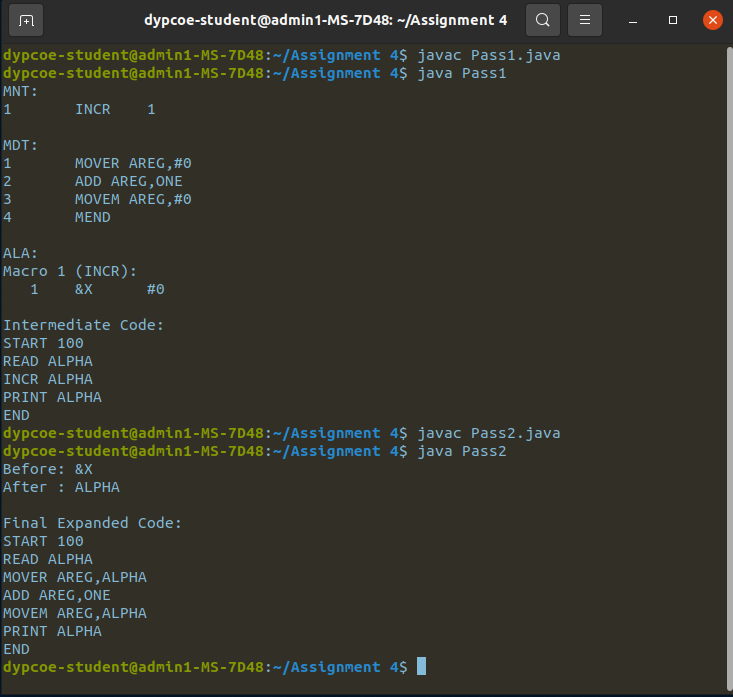 dypcoe-student@admin1-MS-7D48: ~/Assignment 4
dypcoe-student@admin1-MS-7D48:~/Assignment 4$ javac Pass1.java
dypcoe-student@admin1-MS-7D48:~/Assignment 4$ java Pass1
MNT:
1       INCR    1
MDT:
1       MOVER AREG,#0
2       ADD AREG,ONE
3       MOVEM AREG,#0
4       MEND
ALA:
Macro 1 (INCR):
   1    &X      #0
Intermediate Code:
START 100
READ ALPHA
INCR ALPHA
PRINT ALPHA
END
dypcoe-student@admin1-MS-7D48:~/Assignment 4$ javac Pass2.java
dypcoe-student@admin1-MS-7D48:~/Assignment 4$ java Pass2
Before: &X
After : ALPHA
Final Expanded Code:
START 100
READ ALPHA
MOVER AREG,ALPHA
ADD AREG,ONE
MOVEM AREG,ALPHA
PRINT ALPHA
END
dypcoe-student@admin1-MS-7D48:~/Assignment 4$